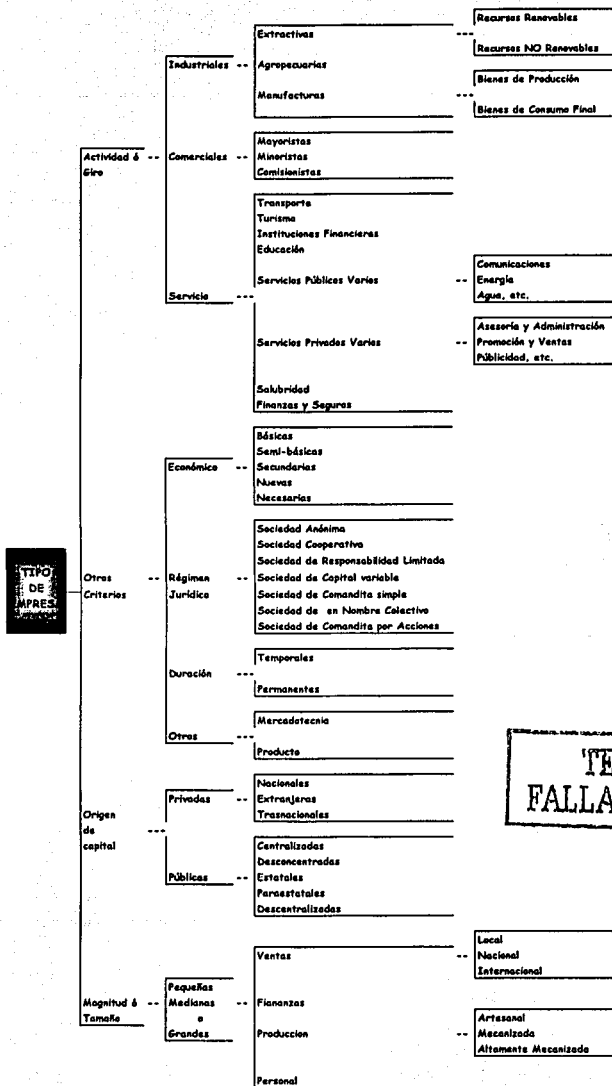 TIPO
DE
MPRES
Actividad ó
Giro
Industriales
Extractivas
Recursos Renovables
Recursos NO Renovables
Agropecuarias
Manufacturas
Bienes de Producción
Bienes de Consumo Final
Comerciales
Mayoristas
Minoristas
Comisionistas
Servicio
Transporte
Turismo
Instituciones Financieras
Educación
Servicios Públicos Varios
Comunicaciones
Energía
Agua, etc.
Servicios Privados Varios
Asesoría y Administración
Promoción y Ventas
Públicidad, etc.
Salubridad
Finanzas y Seguros
Otros
Criterios
Económico
Básicas
Semi-básicas
Secundarias
Nuevas
Necesarias
Régimen
Jurídico
Sociedad Anónima
Sociedad Cooperativa
Sociedad de Responsabilidad Limitada
Sociedad de Capital variable
Sociedad de Comandita simple
Sociedad de en Nombre Colectivo
Sociedad de Comandita por Acciones
Duración
Temporales
Permanentes
Otros
Mercadotecnia
Producto
Origen
de
capital
Privadas
Nacionales
Extranjeras
Trasnacionales
Públicas
Centralizadas
Desconcentradas
Estatales
Paraestatales
Descentralizadas
Magnitud ó
Tamaño
Pequeñas
Medianas
o
Grandes
Ventas
Local
Nacional
Internacional
Fiananzas
Produccion
Artesanal
Mecanizada
Altamente Mecanizado
Personal
TE
FALLA